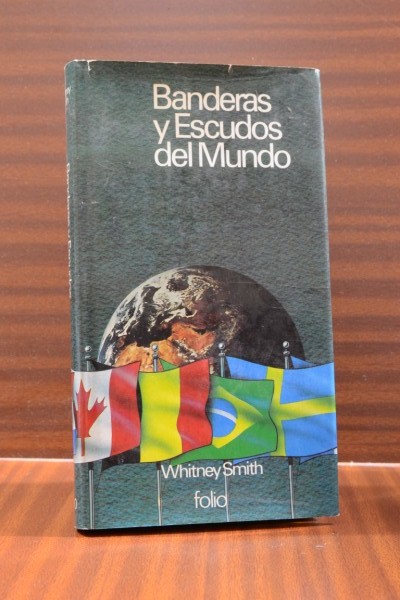 Banderas
y Escudos
del Mundo
Whitney Smith
folio